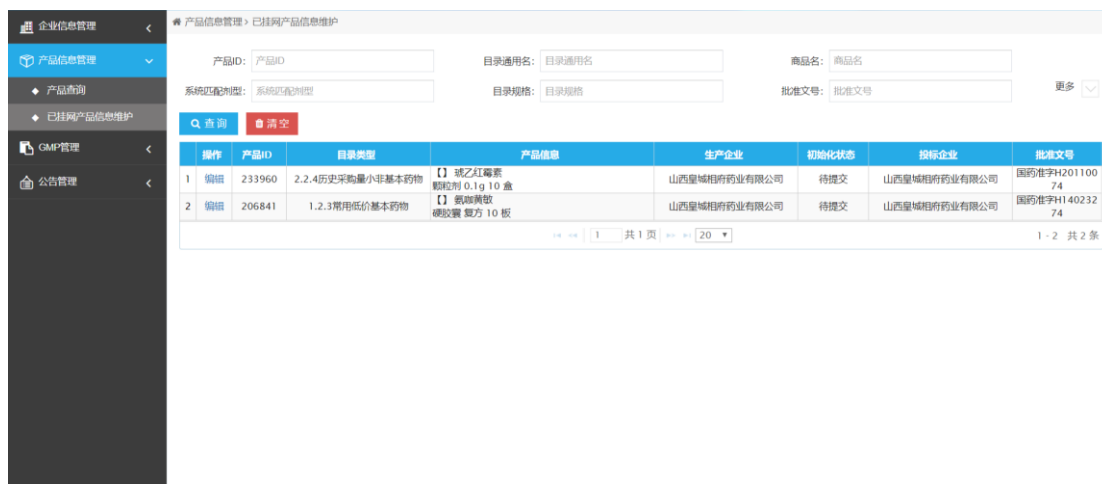 企业信息管理
产品信息管理
产品查询
已挂网产品信息维护
GMP管理
公告管理
产品信息管理 > 已挂网产品信息维护
产品ID: 产品ID 目录通用名: 目录通用名 商品名: 商品名
系统匹配剂型: 系统匹配剂型 目录规格: 目录规格 批准文号: 批准文号 更多
查询 清空
操作 产品ID 目录类型 产品信息 生产企业 初始化状态 投标企业 批准文号
1 编辑 233960 2.2.4历史采购量小非基本药物 【】 琥乙红霉素 颗粒剂 0.1g 10 盒 山西皇城相府药业有限公司 待提交 山西皇城相府药业有限公司 国药准字H20110074
2 编辑 206841 1.2.3常用低价基本药物 【】 氨咖黄敏 硬胶囊 复方 10 板 山西皇城相府药业有限公司 待提交 山西皇城相府药业有限公司 国药准字H14023274
1 共 1 页 20 1 - 2 共 2 条